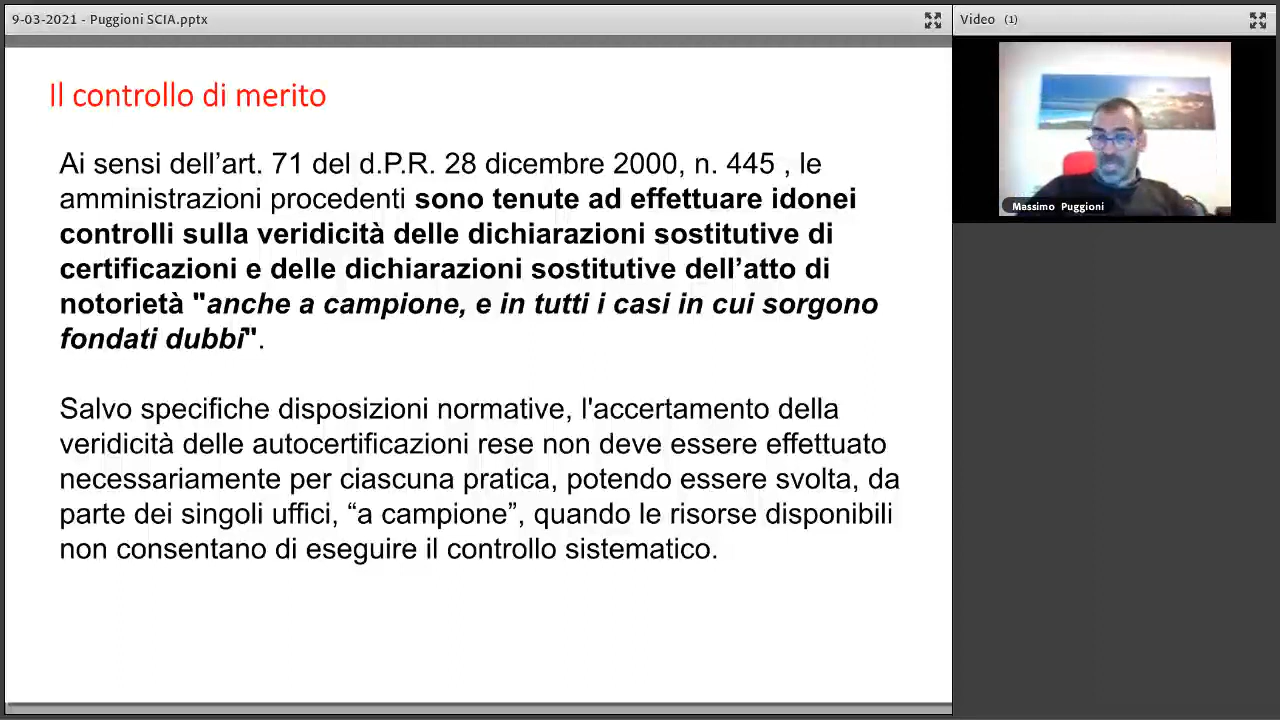 9-03-2021 - Puggioni SCIA.pptx
Video (1)
Massimo Puggioni
Il controllo di merito
Ai sensi dell’art. 71 del d.P.R. 28 dicembre 2000, n. 445 , le
amministrazioni procedenti sono tenute ad effettuare idonei
controlli sulla veridicità delle dichiarazioni sostitutive di
certificazioni e delle dichiarazioni sostitutive dell’atto di
notorietà "anche a campione, e in tutti i casi in cui sorgono
fondati dubbi".
Salvo specifiche disposizioni normative, l'accertamento della
veridicità delle autocertificazioni rese non deve essere effettuato
necessariamente per ciascuna pratica, potendo essere svolta, da
parte dei singoli uffici, “a campione”, quando le risorse disponibili
non consentano di eseguire il controllo sistematico.